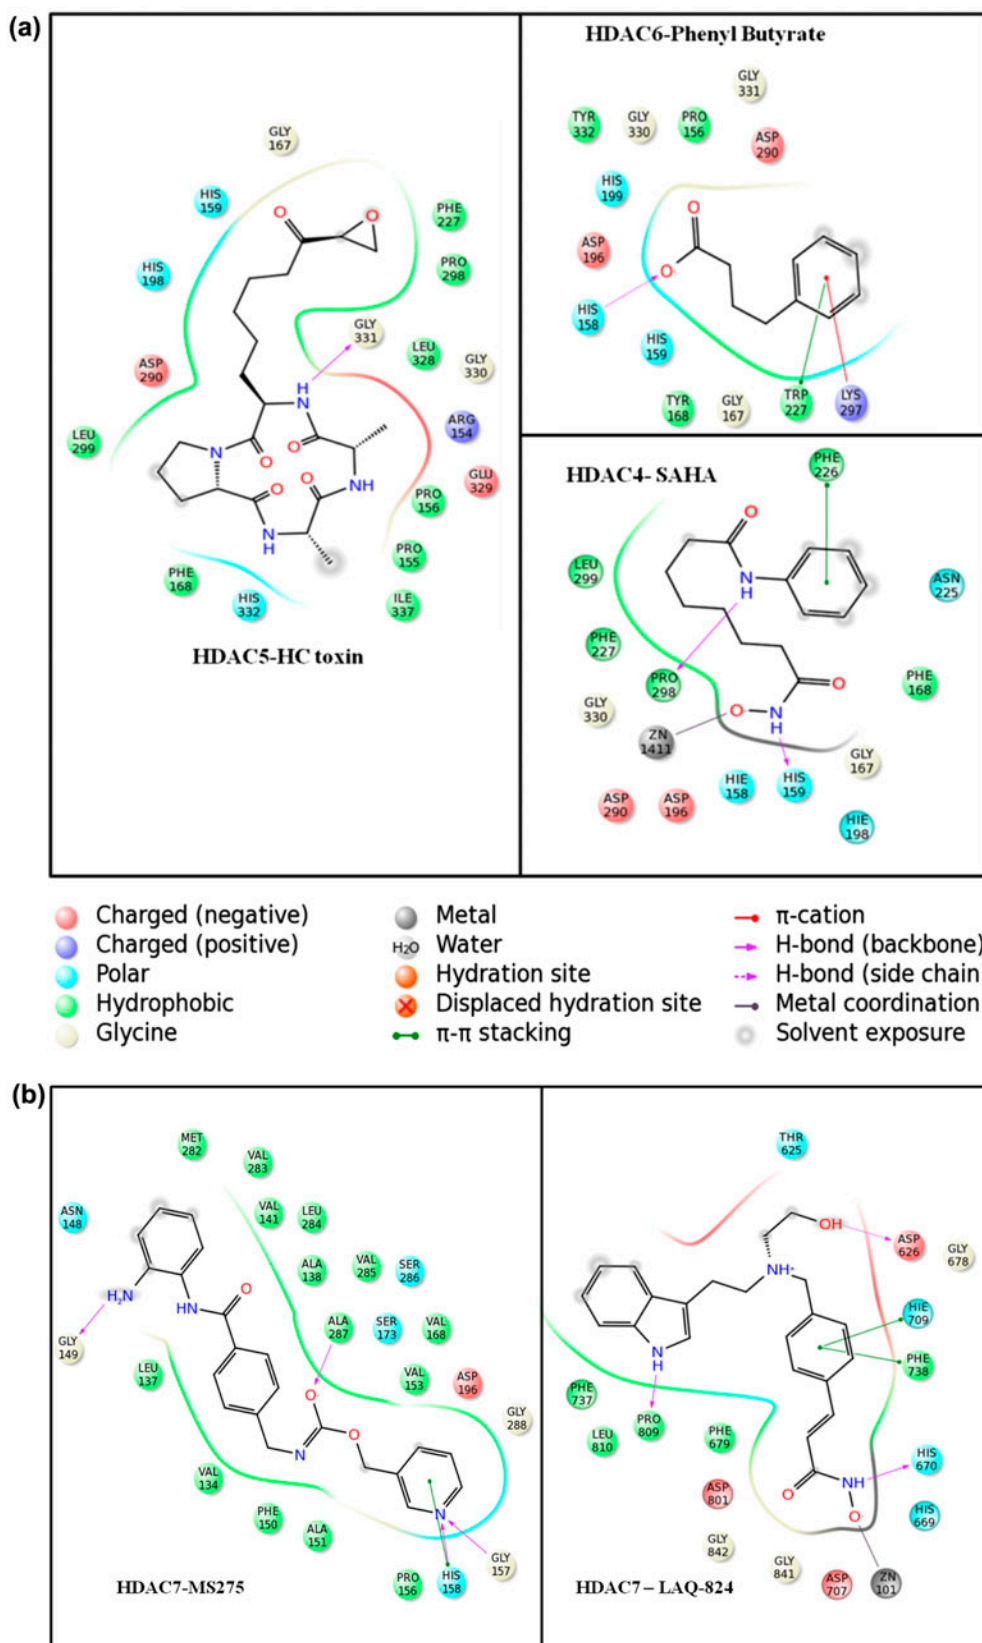 (a)
HDAC5-HC toxin
GLY 167
HIS 159
PHE 227
HIS 198
PRO 298
O
O
GLY 331
LEU 328
GLY 330
ASP 290
H
N
ARG 154
LEU 299
N
O
O
GLU 329
O
O
NH
PRO 156
N
H
PRO 155
PHE 168
HIS 332
ILE 337
HDAC6-Phenyl Butyrate
GLY 331
TYR 332
GLY 330
PRO 156
ASP 290
HIS 199
O
ASP 196
O
HIS 158
HIS 159
TYR 168
GLY 167
TRP 227
LYS 297
HDAC4- SAHA
PHE 226
O
LEU 299
N
H
ASN 225
PHE 227
PRO 298
PHE 168
O
GLY 330
O
N
H
ZN 1411
GLY 167
HIE 158
HIS 159
ASP 290
ASP 196
HIE 198
Charged (negative)
Charged (positive)
Polar
Hydrophobic
Glycine
Metal
H₂O Water
Hydration site
Displaced hydration site
π-π stacking
π-cation
H-bond (backbone)
H-bond (side chain
Metal coordination
Solvent exposure
(b)
HDAC7-MS275
MET 282
VAL 283
ASN 148
VAL 141
LEU 284
ALA 138
VAL 285
SER 286
H₂N
NH
O
GLY 149
ALA 287
SER 173
VAL 168
LEU 137
VAL 153
ASP 196
O
GLY 288
O
N
VAL 134
PHE 150
ALA 151
N
GLY 157
PRO 156
HIS 158
HDAC7 – LAQ-824
THR 625
OH
ASP 626
GLY 678
NH⁺
HIE 709
N
H
PHE 738
PHE 737
PRO 809
LEU 810
PHE 679
HIS 670
ASP 801
O
NH
O
HIS 669
GLY 842
GLY 841
ASP 707
ZN 101